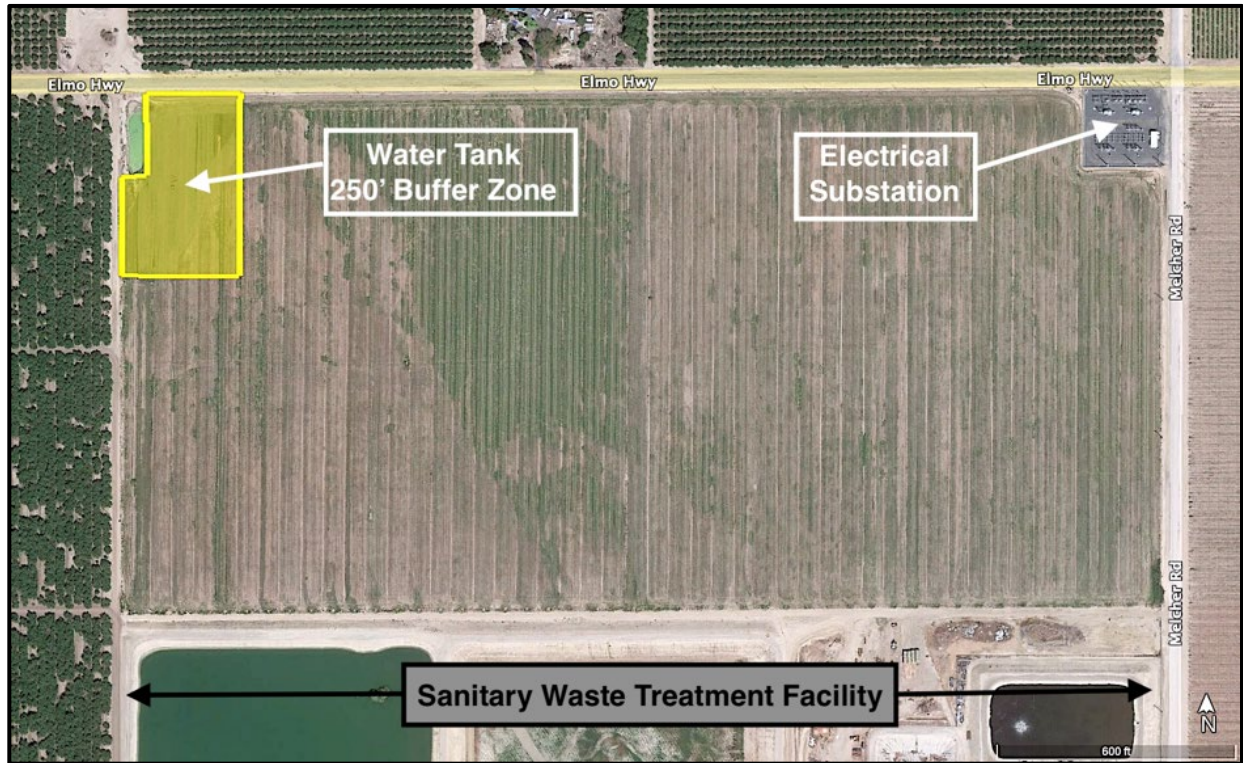 Elmo Hwy
Elmo Hwy
Elmo Hwy
Water Tank
250' Buffer Zone
Electrical
Substation
Melcher Rd
Melcher Rd
Sanitary Waste Treatment Facility
N
600 ft